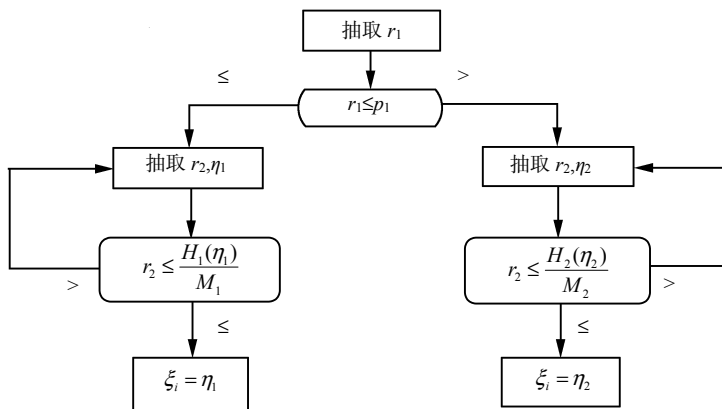 抽取 r₁
≤ >
r₁≤p₁
抽取 r₂,η₁
抽取 r₂,η₂
r₂ ≤ H₁(η₁)/M₁
r₂ ≤ H₂(η₂)/M₂
> >
≤ ≤
ξᵢ = η₁
ξᵢ = η₂